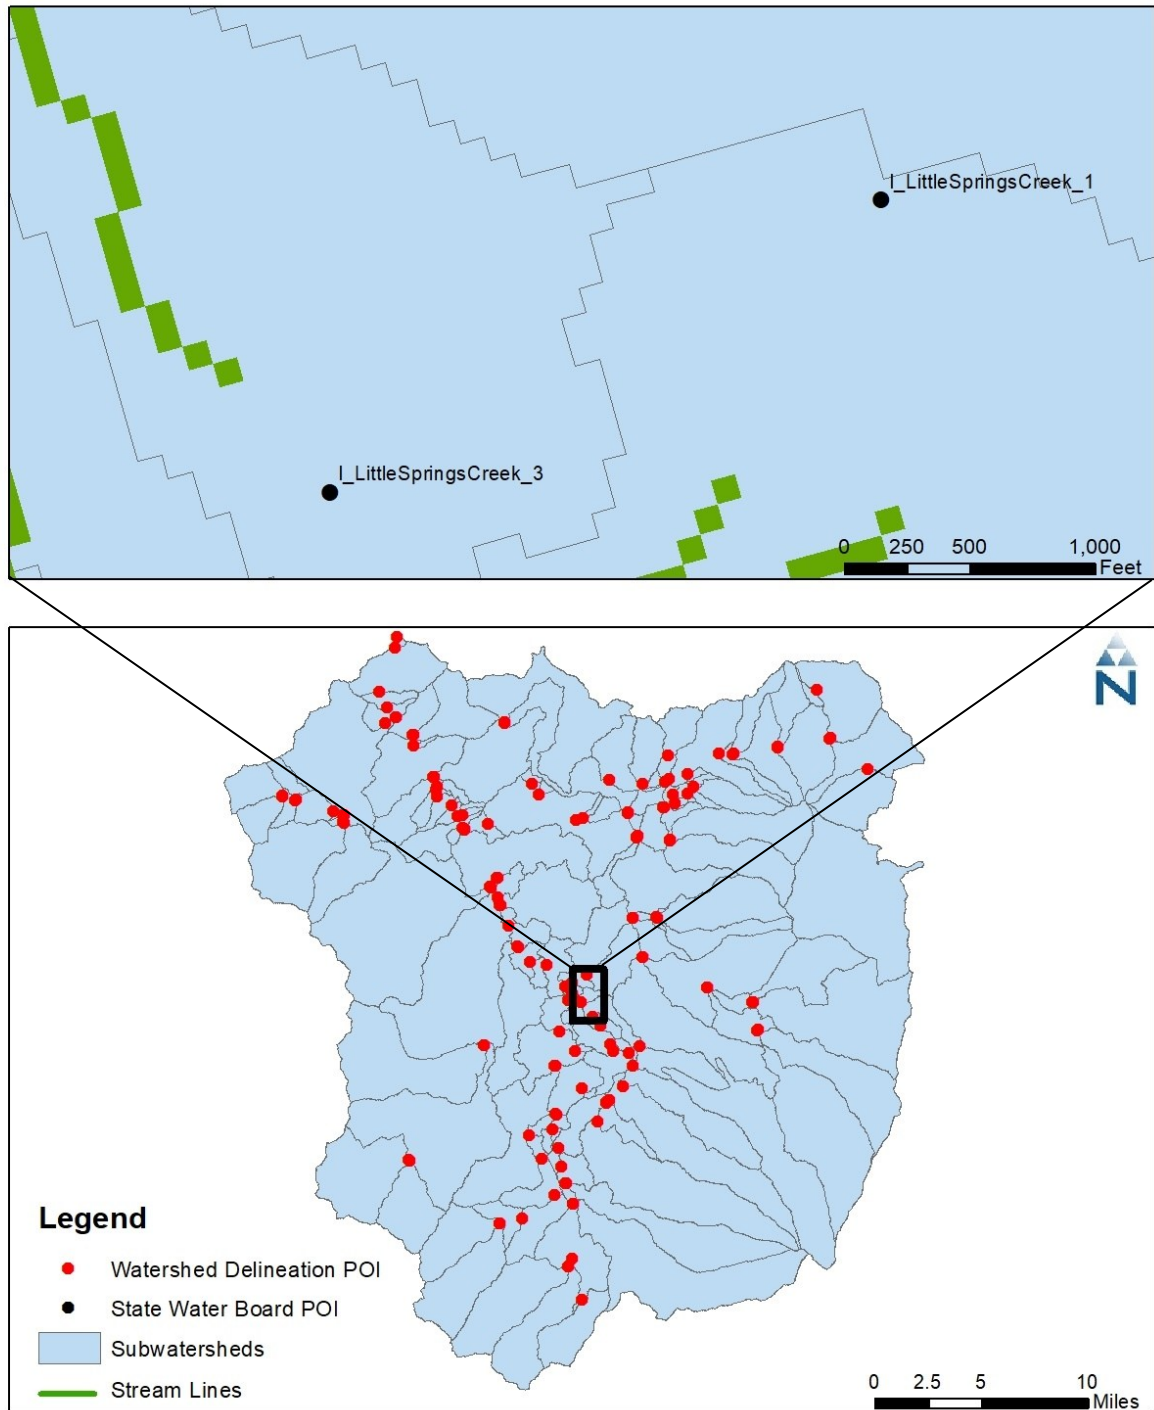 I_LittleSpringsCreek_1
I_LittleSpringsCreek_3
0 250 500 1,000
Feet
N
Legend
Watershed Delineation POI
State Water Board POI
Subwatersheds
Stream Lines
0 2.5 5 10
Miles